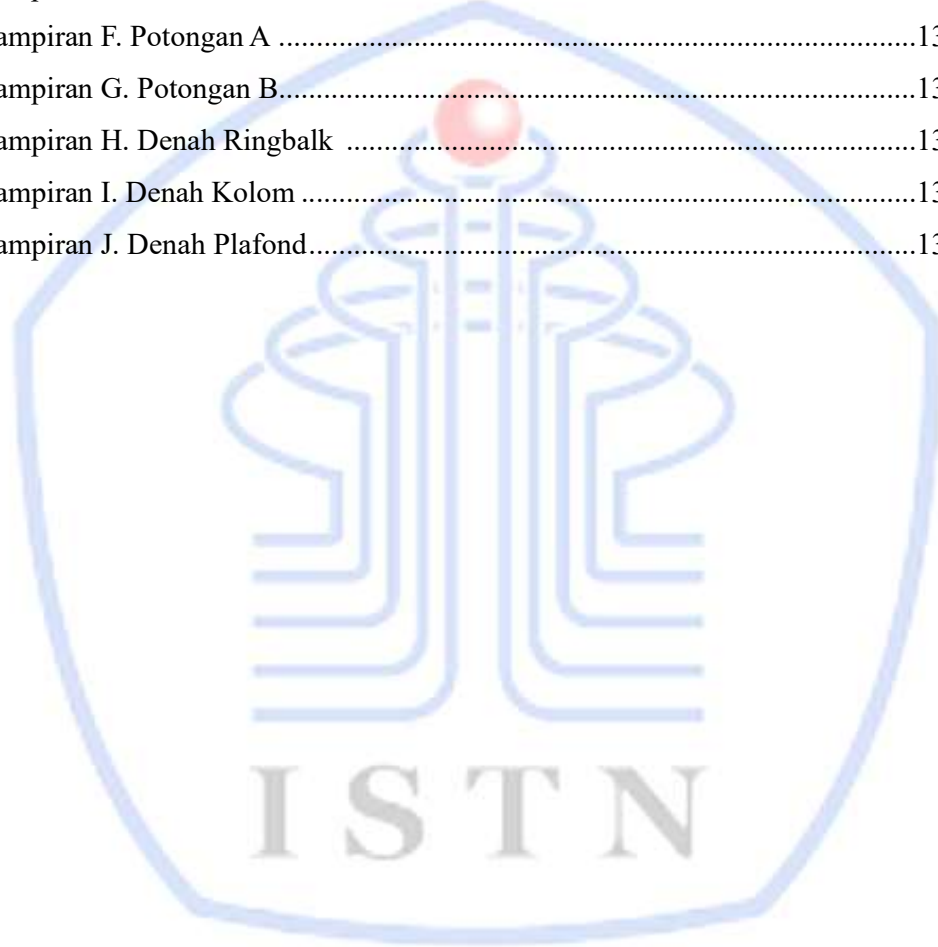 ampiran F. Potongan A ................................................................................13
ampiran G. Potongan B................................................................................13
ampiran H. Denah Ringbalk ........................................................................13
ampiran I. Denah Kolom .............................................................................13
ampiran J. Denah Plafond............................................................................13
ISTN